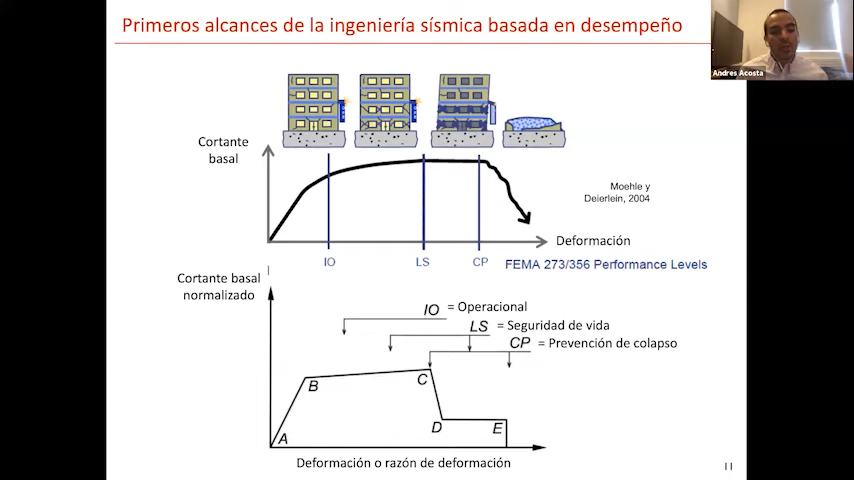 Primeros alcances de la ingeniería sísmica basada en desempeño
Andres Acosta
Cortante
basal
Moehle y
Deierlein, 2004
Deformación
IO
LS
CP
FEMA 273/356 Performance Levels
Cortante basal
normalizado
IO = Operacional
LS = Seguridad de vida
CP = Prevención de colapso
B
C
D
E
A
Deformación o razón de deformación
11